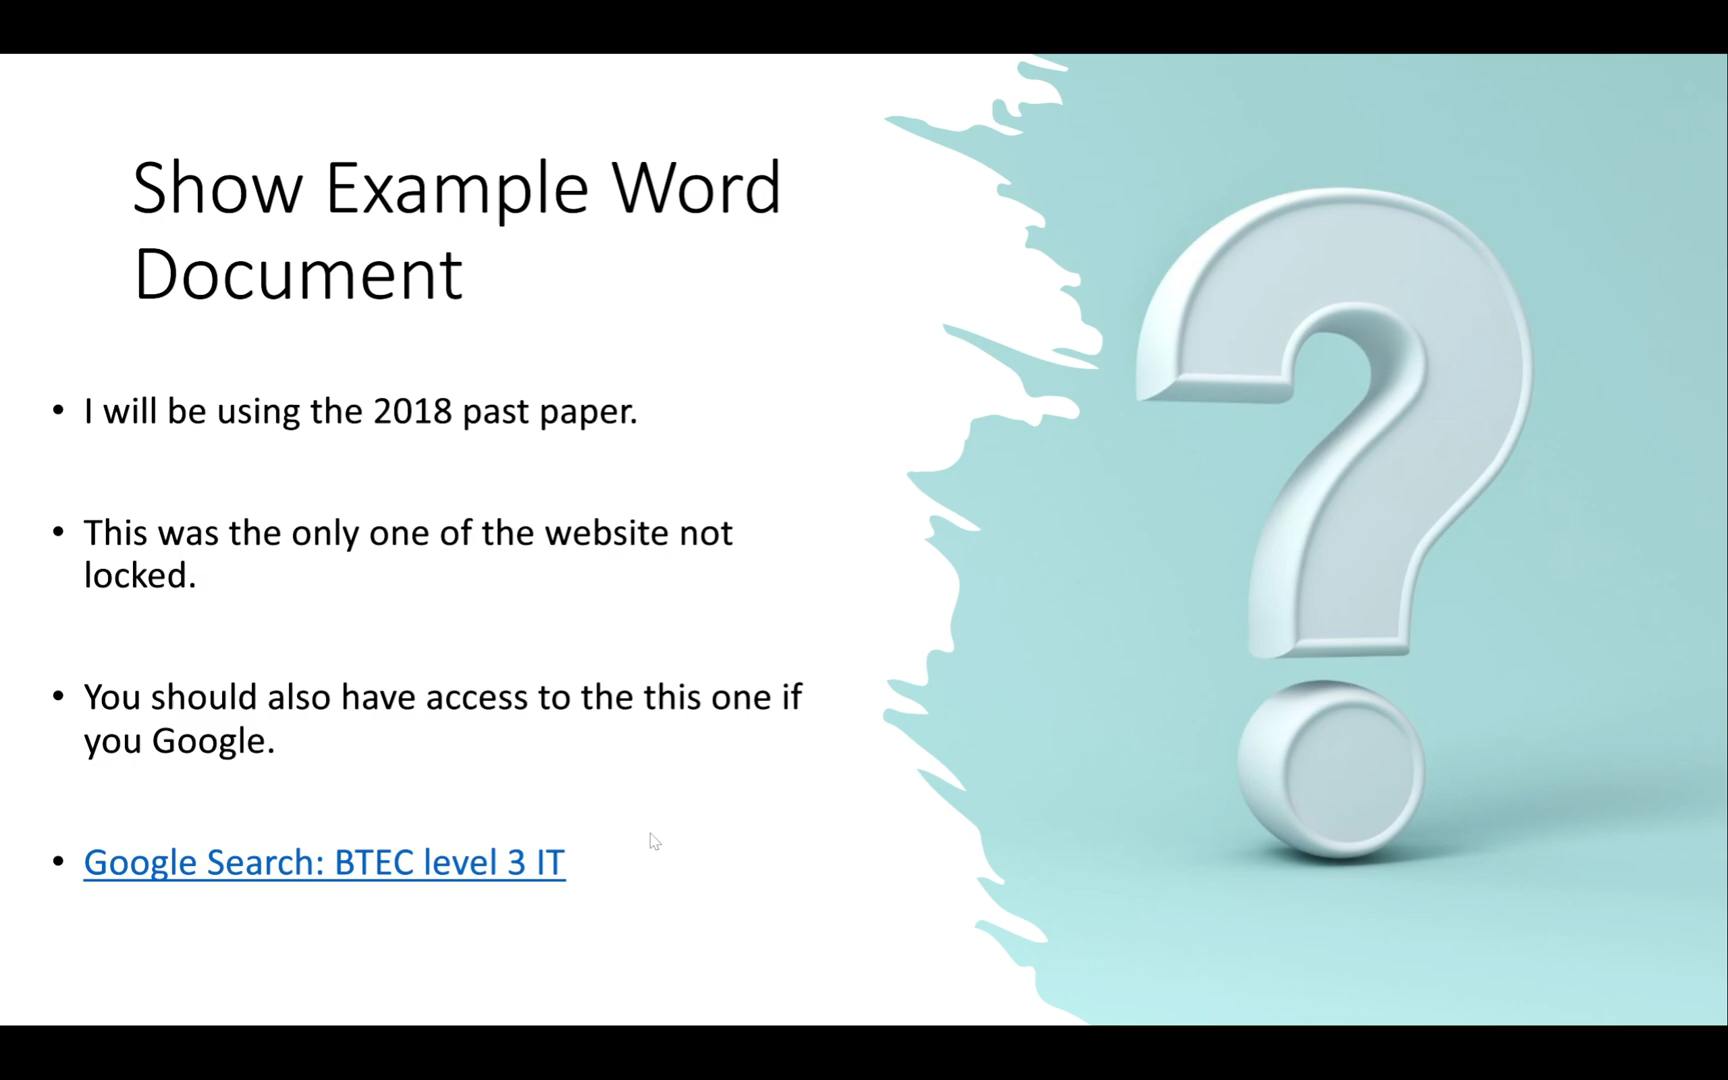 Show Example Word
Document
• I will be using the 2018 past paper.
• This was the only one of the website not
locked.
• You should also have access to the this one if
you Google.
• Google Search: BTEC level 3 IT
?